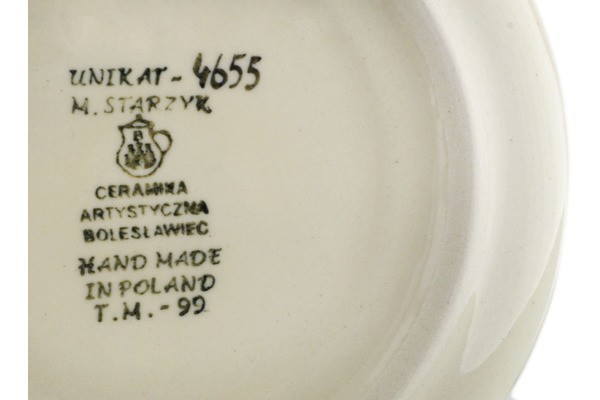 UNIKAT - 4655
M. STARZYK
B
CERAMIKA
ARTYSTYCZNA
BOLESŁAWIEC
HAND MADE
IN POLAND
T.M. - 99